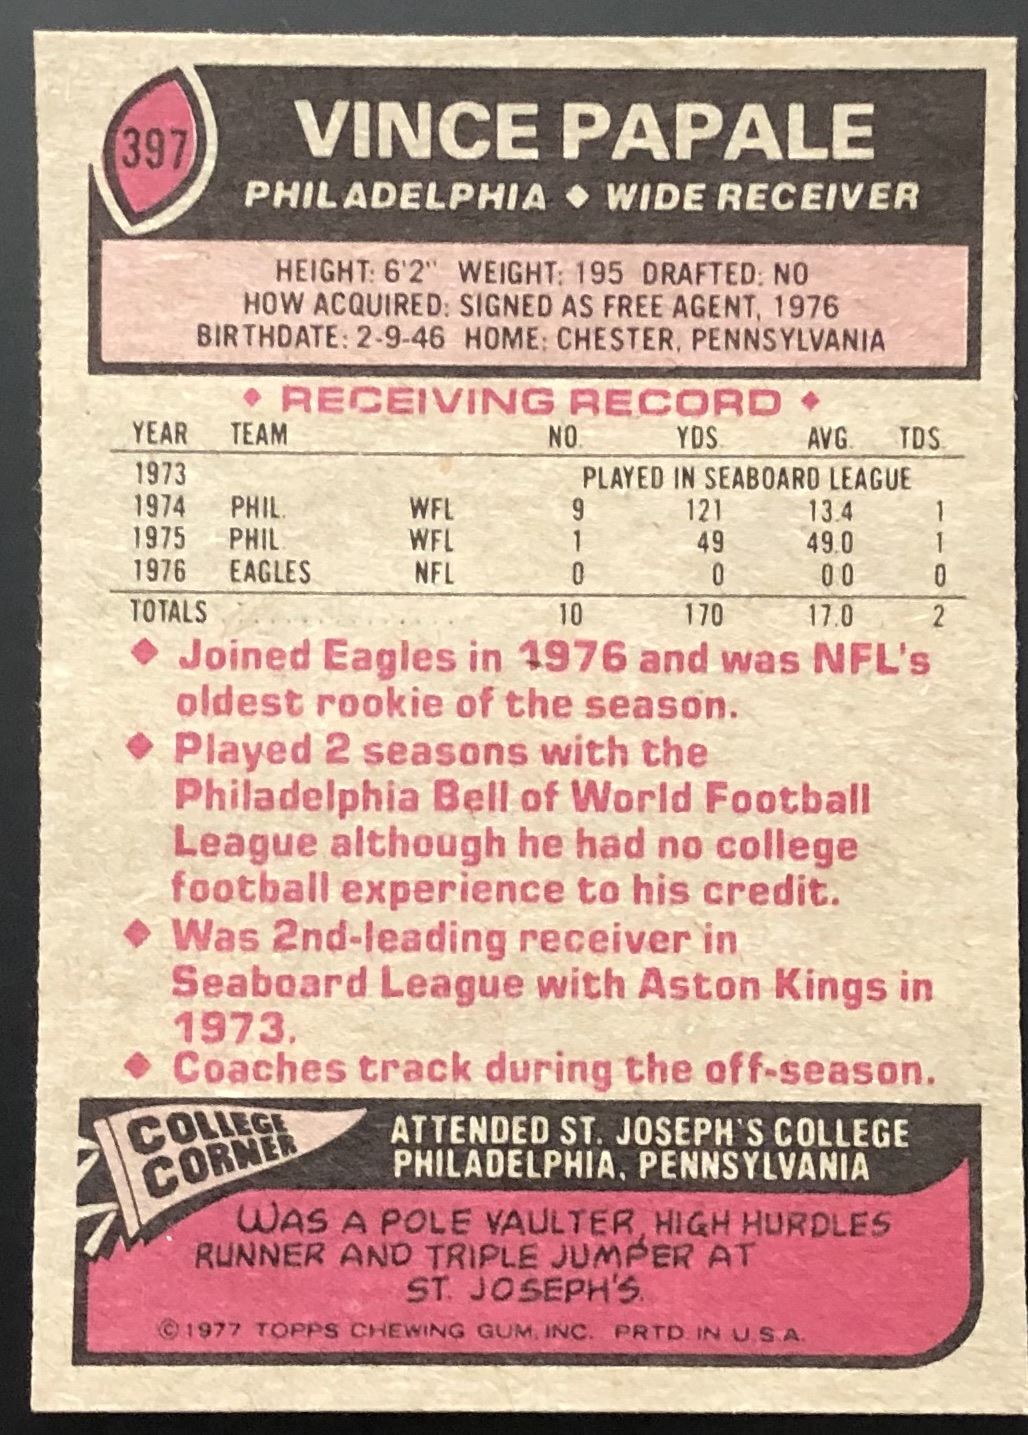 397
VINCE PAPALE
PHILADELPHIA ♦ WIDE RECEIVER
HEIGHT: 6'2" WEIGHT: 195 DRAFTED: NO
HOW ACQUIRED: SIGNED AS FREE AGENT, 1976
BIRTHDATE: 2-9-46 HOME: CHESTER, PENNSYLVANIA
♦ RECEIVING RECORD ♦
YEAR TEAM NO. YDS. AVG. TDS.
1973 PLAYED IN SEABOARD LEAGUE
1974 PHIL. WFL 9 121 13.4 1
1975 PHIL. WFL 1 49 49.0 1
1976 EAGLES NFL 0 0 0.0 0
TOTALS . . . . . . . . . . . . . . 10 170 17.0 2
♦ Joined Eagles in 1976 and was NFL's
oldest rookie of the season.
♦ Played 2 seasons with the
Philadelphia Bell of World Football
League although he had no college
football experience to his credit.
♦ Was 2nd-leading receiver in
Seaboard League with Aston Kings in
1973.
♦ Coaches track during the off-season.
COLLEGE
CORNER
ATTENDED ST. JOSEPH'S COLLEGE
PHILADELPHIA, PENNSYLVANIA
WAS A POLE VAULTER, HIGH HURDLES
RUNNER AND TRIPLE JUMPER AT
ST. JOSEPH'S.
©1977 TOPPS CHEWING GUM, INC. PRTD. IN U.S.A.